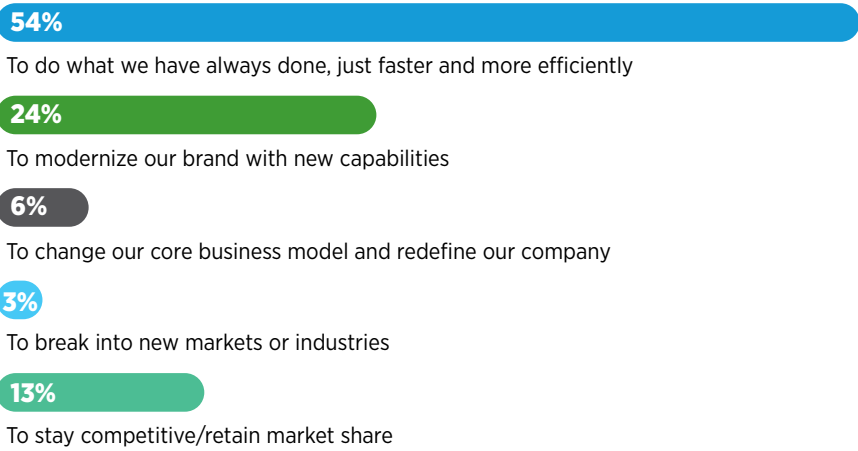 54%
To do what we have always done, just faster and more efficiently
24%
To modernize our brand with new capabilities
6%
To change our core business model and redefine our company
3%
To break into new markets or industries
13%
To stay competitive/retain market share